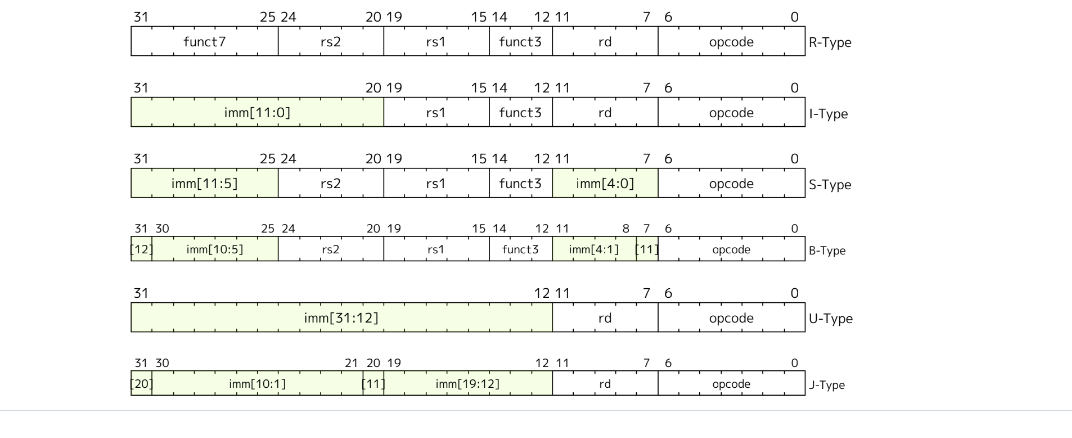 31 25 24 20 19 15 14 12 11 7 6 0
funct7 rs2 rs1 funct3 rd opcode R-Type
31 20 19 15 14 12 11 7 6 0
imm[11:0] rs1 funct3 rd opcode I-Type
31 25 24 20 19 15 14 12 11 7 6 0
imm[11:5] rs2 rs1 funct3 imm[4:0] opcode S-Type
31 30 25 24 20 19 15 14 12 11 8 7 6 0
[12] imm[10:5] rs2 rs1 funct3 imm[4:1] [11] opcode B-Type
31 12 11 7 6 0
imm[31:12] rd opcode U-Type
31 30 21 20 19 12 11 7 6 0
[20] imm[10:1] [11] imm[19:12] rd opcode J-Type